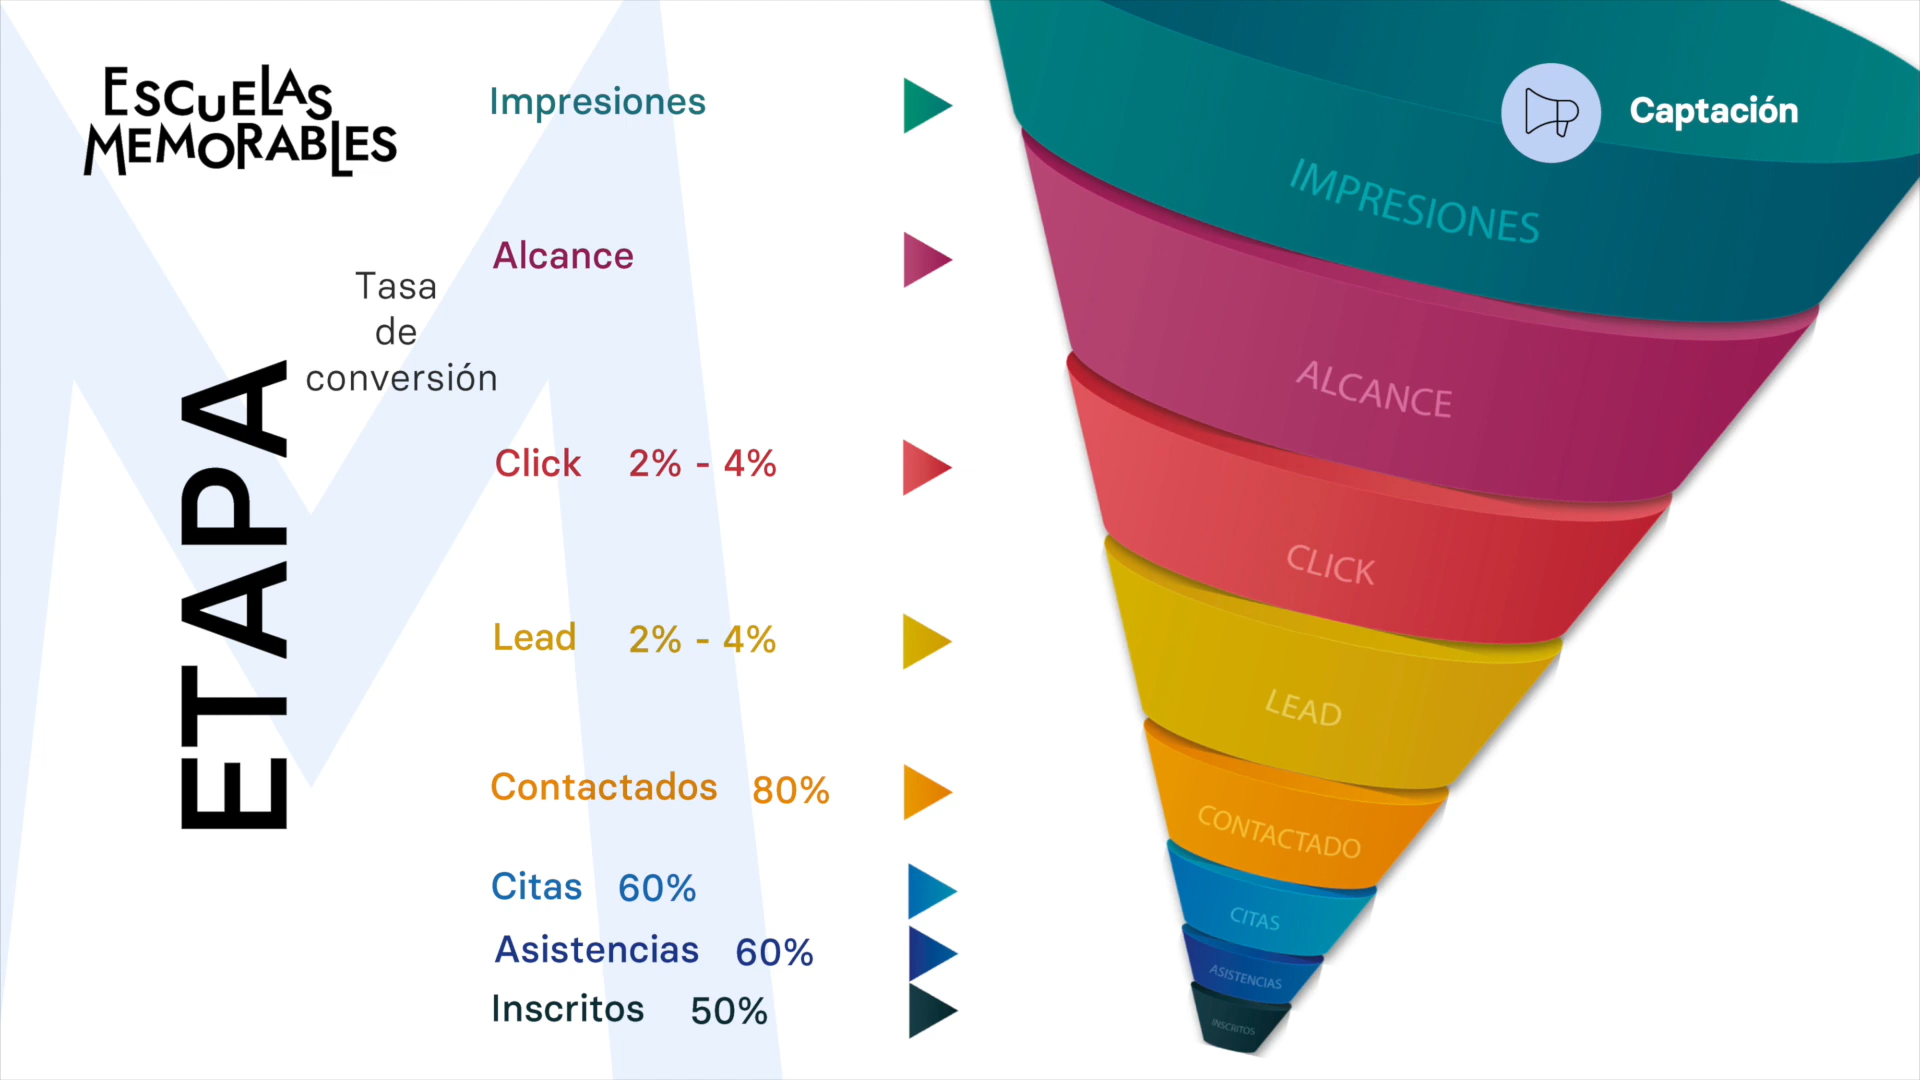 ESCUELAS
MEMORABLES
Captación
ETAPA
Tasa
de
conversión
Impresiones
Alcance
Click 2% - 4%
Lead 2% - 4%
Contactados 80%
Citas 60%
Asistencias 60%
Inscritos 50%
IMPRESIONES
ALCANCE
CLICK
LEAD
CONTACTADO
CITAS
ASISTENCIAS
INSCRITOS